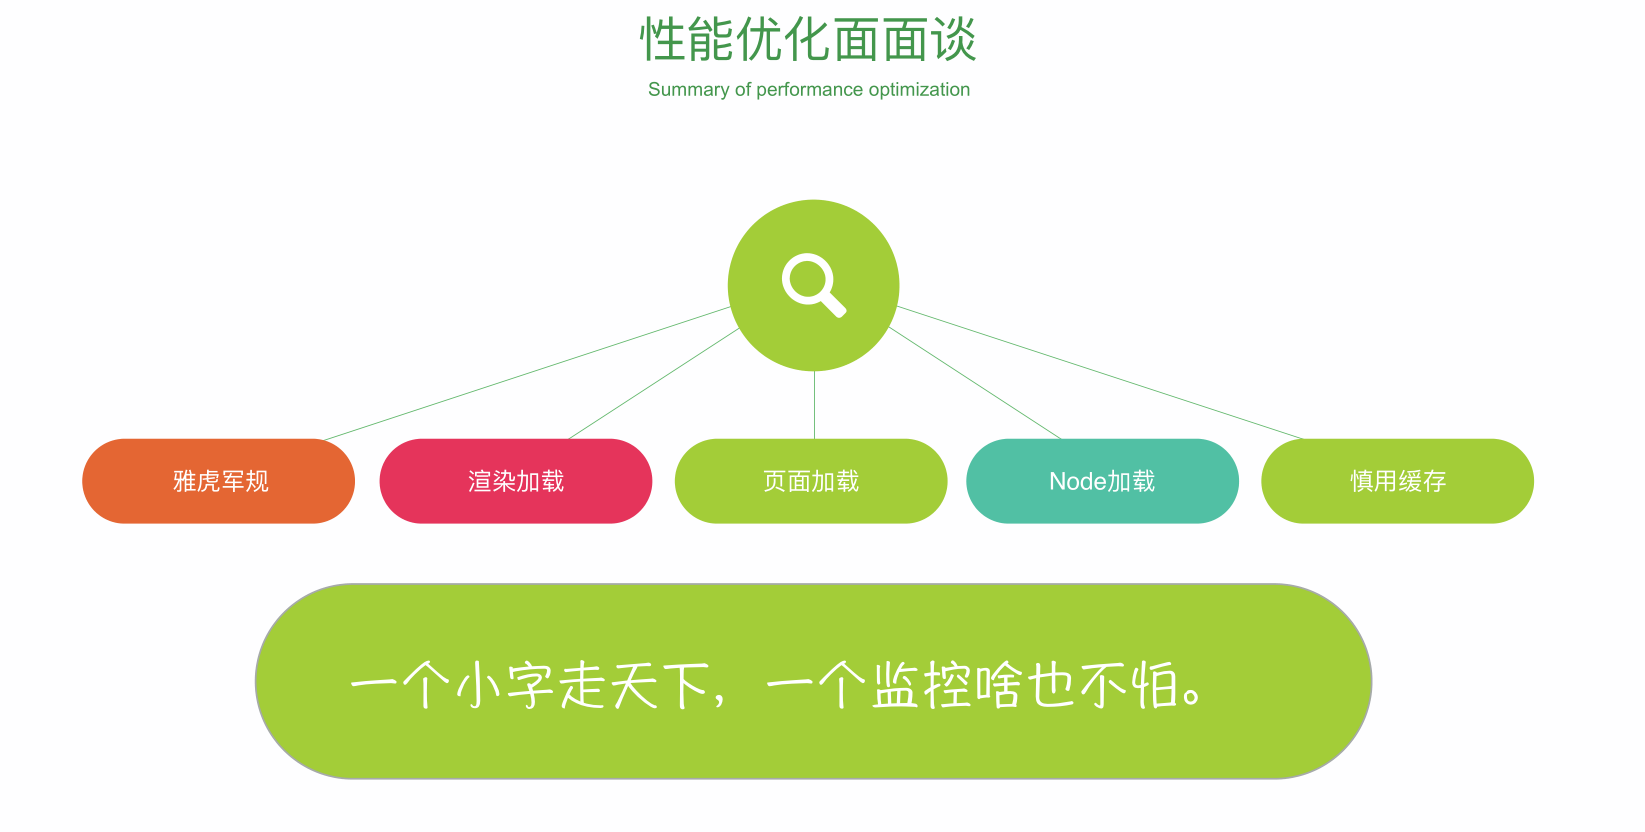 性能优化面面谈
Summary of performance optimization
雅虎军规
渲染加载
页面加载
Node加载
慎用缓存
一个小字走天下，一个监控啥也不怕。